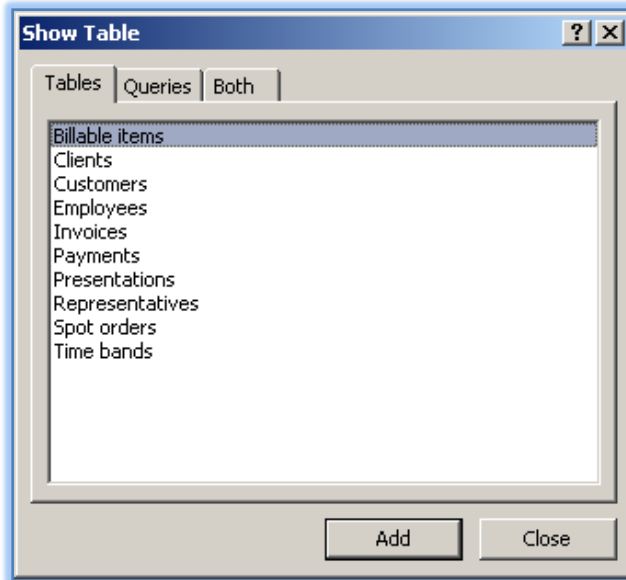 Show Table
Tables Queries Both
Billable items
Clients
Customers
Employees
Invoices
Payments
Presentations
Representatives
Spot orders
Time bands
Add Close